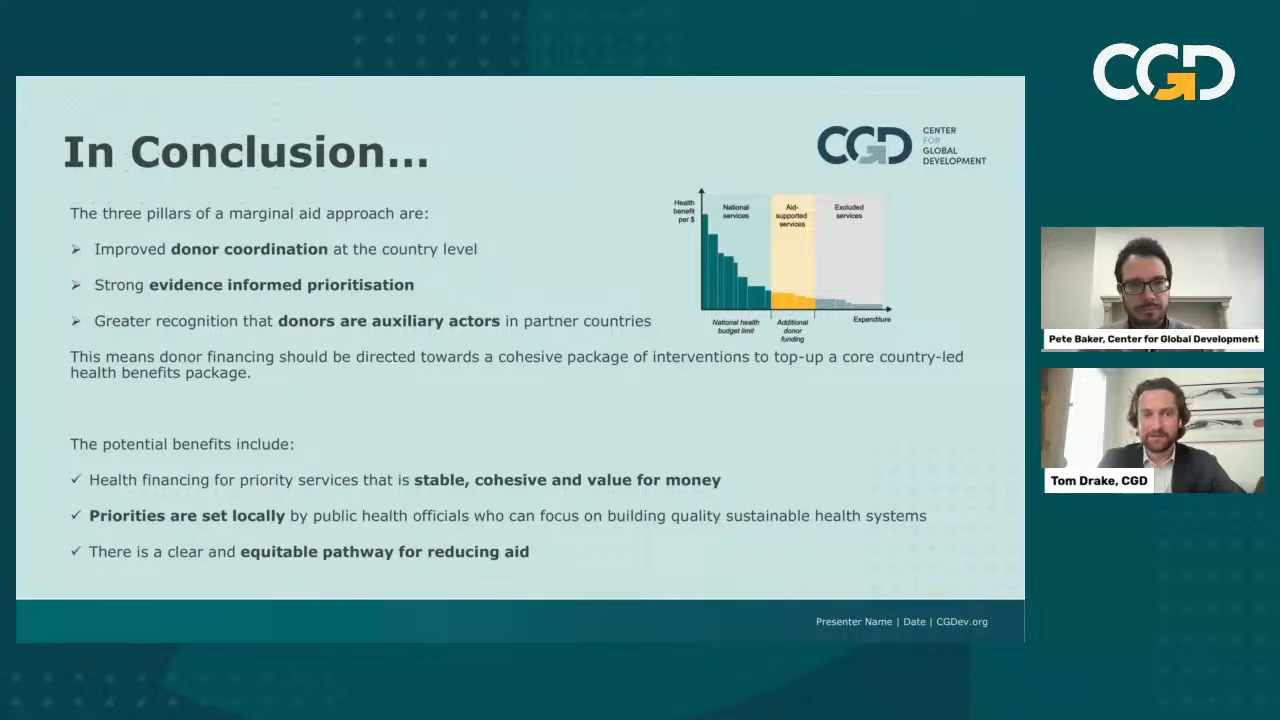 CGD
In Conclusion...
CGD
CENTER
FOR
GLOBAL
DEVELOPMENT
The three pillars of a marginal aid approach are:
➢ Improved donor coordination at the country level
➢ Strong evidence informed prioritisation
➢ Greater recognition that donors are auxiliary actors in partner countries
Health
benefit
per $
National
services
Aid-
supported
services
Excluded
services
Expenditure
National health
budget limit
Additional
donor
funding
This means donor financing should be directed towards a cohesive package of interventions to top-up a core country-led
health benefits package.
The potential benefits include:
✓ Health financing for priority services that is stable, cohesive and value for money
✓ Priorities are set locally by public health officials who can focus on building quality sustainable health systems
✓ There is a clear and equitable pathway for reducing aid
Presenter Name | Date | CGDev.org
Pete Baker, Center for Global Development
Tom Drake, CGD